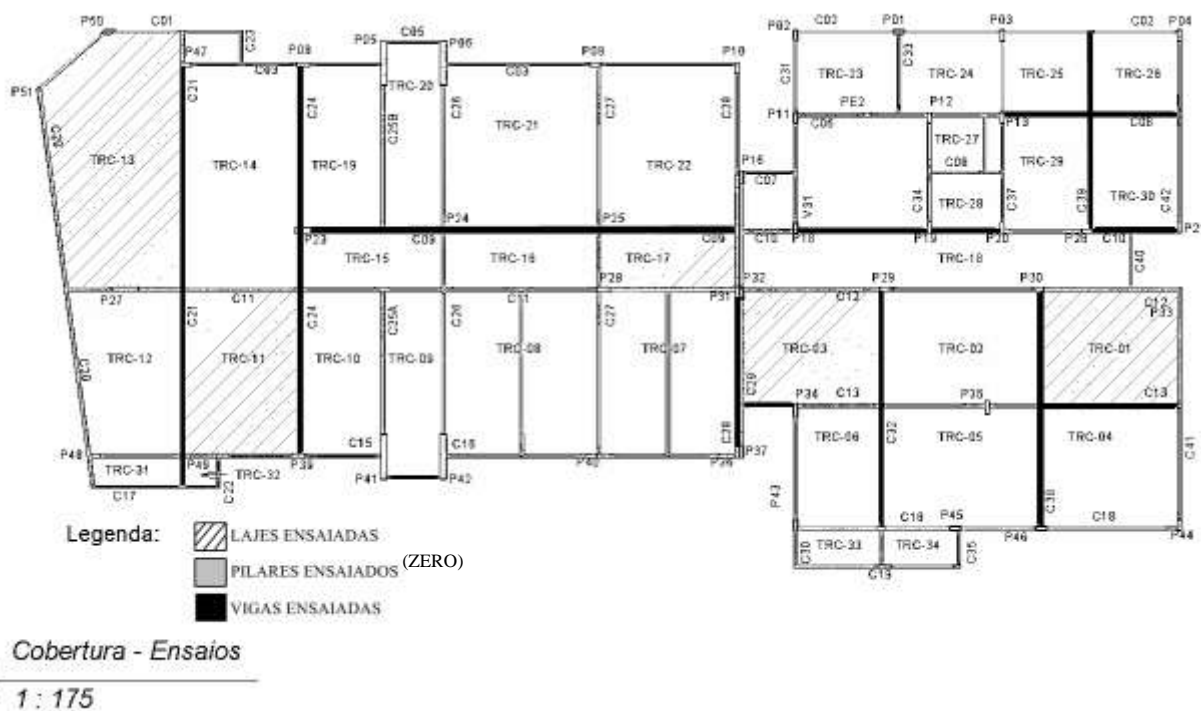 P50 C01 C23 P47 P08 C03
P05 C05 P06 C03 P09 P10
P02 C02 P01 P03 C02 P04
P51 C21 C24 C25B C26 C27 C28 C31 C33
TRC-13 TRC-14 TRC-19 TRC-20 TRC-21 TRC-22
TRC-23 TRC-24 TRC-25 TRC-26
P11 C06 PE2 P12 P13 C08
TRC-27 C08 TRC-28 TRC-29 TRC-30
P16 C07 V31 C34 C37 C39 C42
P23 C09 P24 P25 C09 C10 P18 P19 P20 P26 C10 P2
TRC-15 TRC-16 TRC-17 TRC-18 C40
P27 C11 C11 P28 P31 P32 C12 P29 P30 C12 P33
C20 C21 C24 C25A C26 C27 C28 C29
TRC-12 TRC-11 TRC-10 TRC-09 TRC-08 TRC-07
TRC-03 TRC-02 TRC-01
P34 C13 P35 C13
TRC-06 C32 TRC-05 C38 TRC-04 C41
P48 P49 P39 C15 C16 P40 P36 P37 P43
TRC-31 TRC-32 C17 C22 P41 P42
C18 P45 P46 C18 P44
C30 TRC-33 TRC-34 C35 C19
Legenda:
LAJES ENSAIADAS
PILARES ENSAIADOS (ZERO)
VIGAS ENSAIADAS
Cobertura - Ensaios
1 : 175